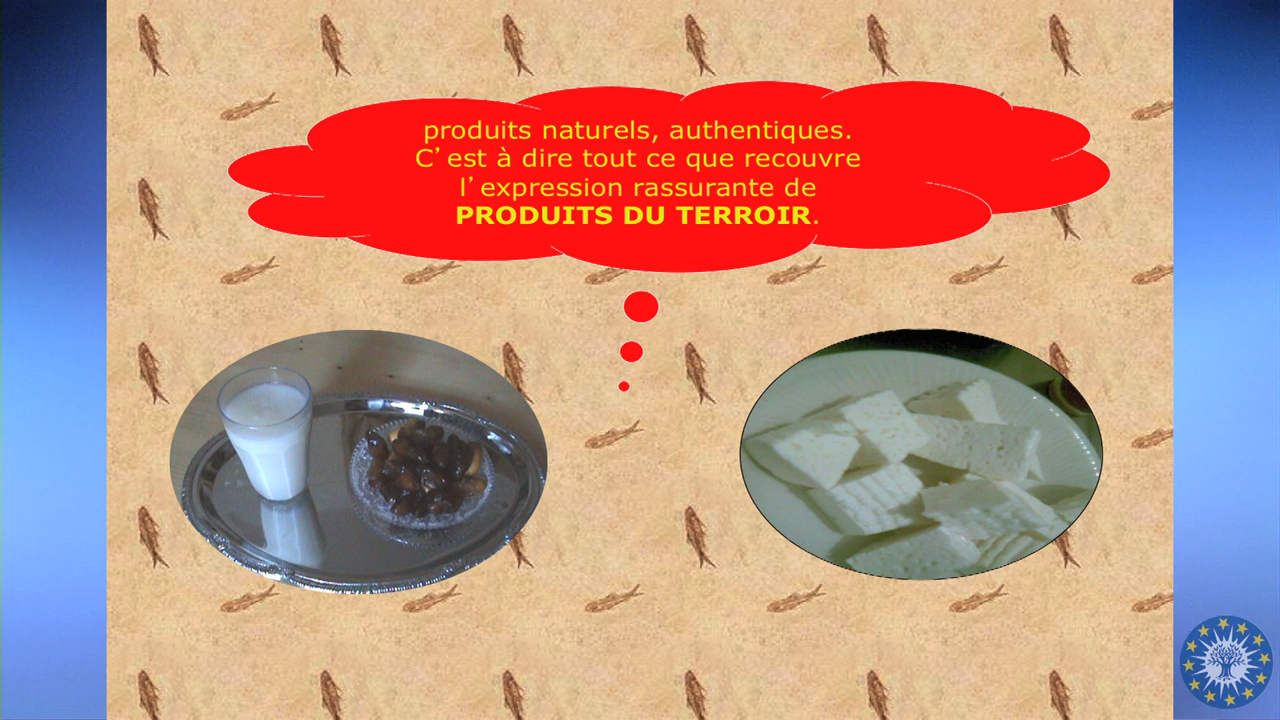 produits naturels, authentiques.
C’est à dire tout ce que recouvre
l’expression rassurante de
PRODUITS DU TERROIR.